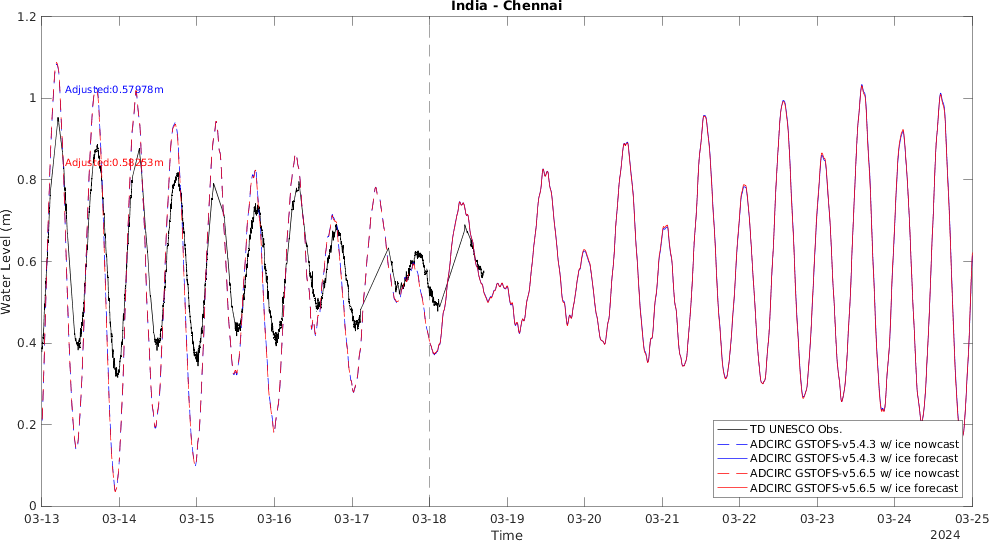 India - Chennai
1.2
1
0.8
0.6
0.4
0.2
0
Water Level (m)
Adjusted:0.57978m
Adjusted:0.58253m
TD UNESCO Obs.
ADCIRC GSTOFS-v5.4.3 w/ ice nowcast
ADCIRC GSTOFS-v5.4.3 w/ ice forecast
ADCIRC GSTOFS-v5.6.5 w/ ice nowcast
ADCIRC GSTOFS-v5.6.5 w/ ice forecast
03-13 03-14 03-15 03-16 03-17 03-18 03-19 03-20 03-21 03-22 03-23 03-24 03-25
Time
2024